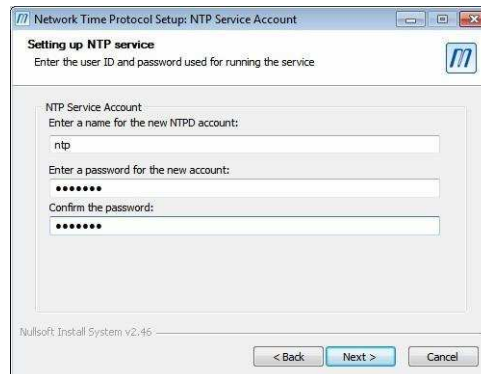 Network Time Protocol Setup: NTP Service Account
Setting up NTP service
Enter the user ID and password used for running the service
m
NTP Service Account
Enter a name for the new NTPD account:
ntp
Enter a password for the new account:
•••••••
Confirm the password:
•••••••
Nullsoft Install System v2.46
< Back Next > Cancel